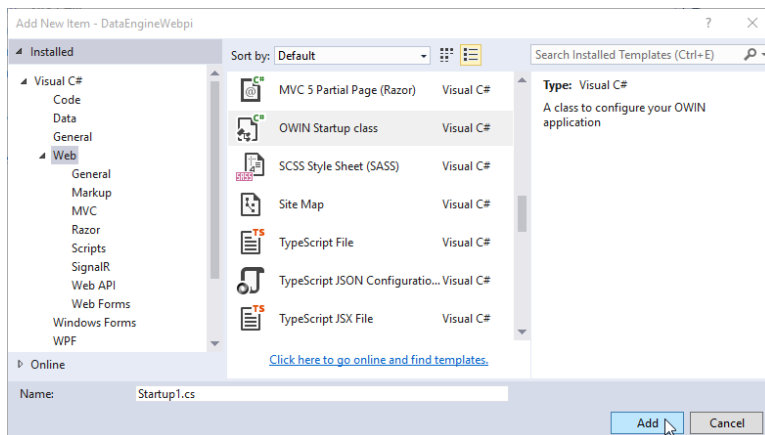 Add New Item - DataEngineWebpi
Installed
Sort by: Default
Search Installed Templates (Ctrl+E)
Visual C#
Code
Data
General
Web
General
Markup
MVC
Razor
Scripts
SignalR
Web API
Web Forms
Windows Forms
WPF
Online
MVC 5 Partial Page (Razor) Visual C#
OWIN Startup class Visual C#
SCSS Style Sheet (SASS) Visual C#
Site Map Visual C#
TypeScript File Visual C#
TypeScript JSON Configuratio... Visual C#
TypeScript JSX File Visual C#
Click here to go online and find templates.
Type: Visual C#
A class to configure your OWIN
application
Name: Startup1.cs
Add Cancel